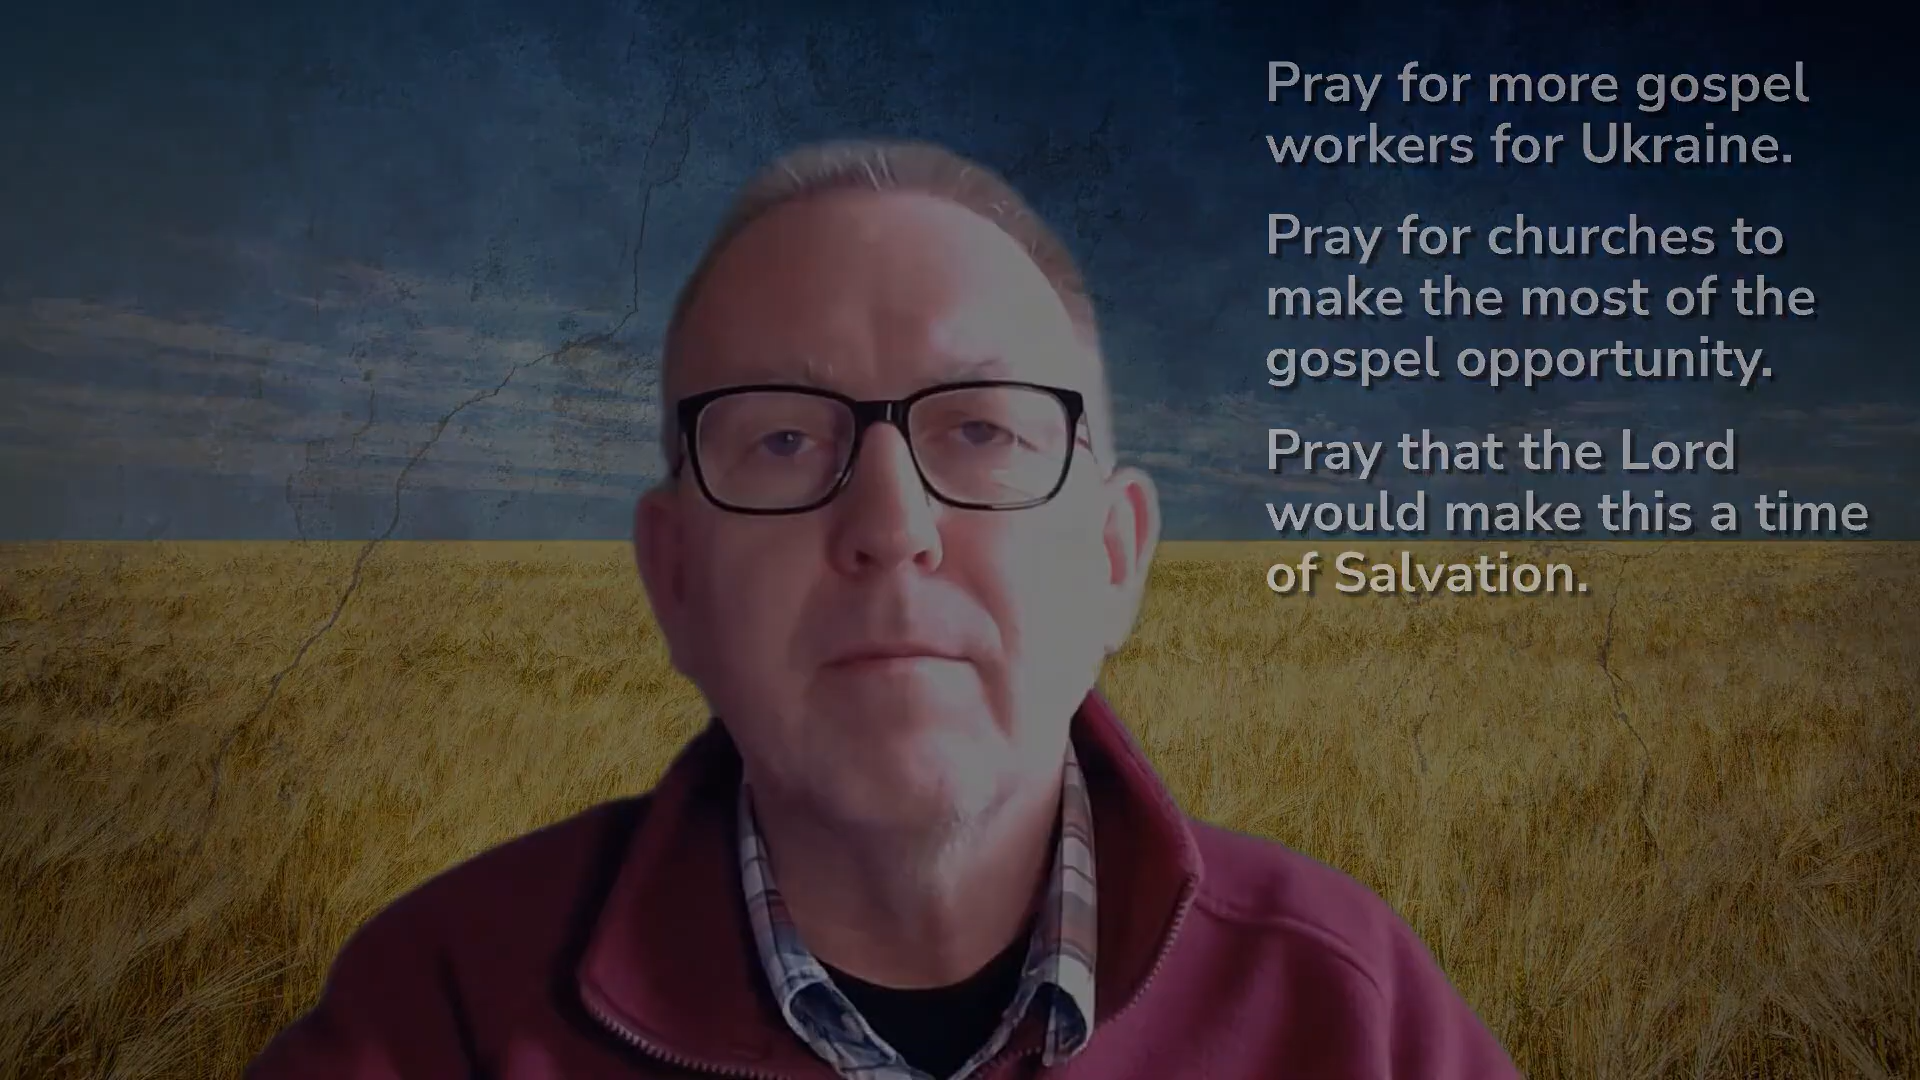 Pray for more gospel
workers for Ukraine.
Pray for churches to
make the most of the
gospel opportunity.
Pray that the Lord
would make this a time
of Salvation.